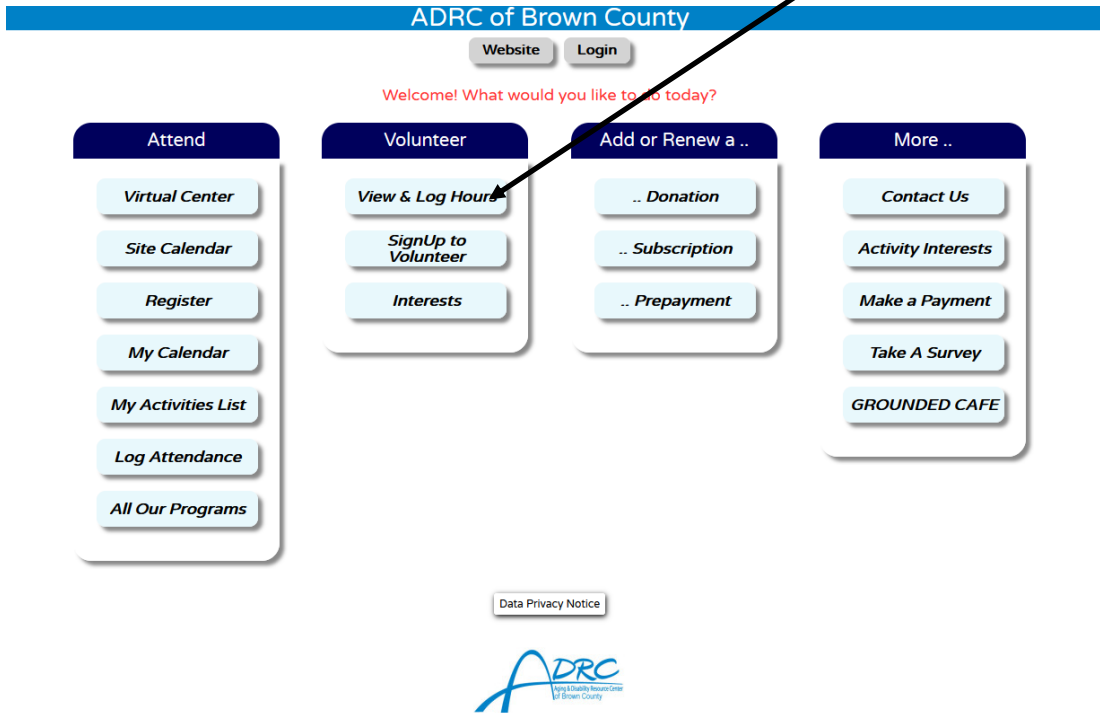 ADRC of Brown County
Website
Login
Welcome! What would you like to do today?
Attend
Virtual Center
Site Calendar
Register
My Calendar
My Activities List
Log Attendance
All Our Programs
Volunteer
View & Log Hours
SignUp to
Volunteer
Interests
Add or Renew a ..
.. Donation
.. Subscription
.. Prepayment
More ..
Contact Us
Activity Interests
Make a Payment
Take A Survey
GROUNDED CAFE
Data Privacy Notice
ADRC
Aging & Disability Resource Center
of Brown County